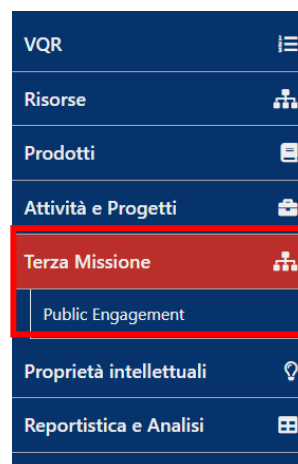 VQR
Risorse
Prodotti
Attività e Progetti
Terza Missione
Public Engagement
Proprietà intellettuali
Reportistica e Analisi